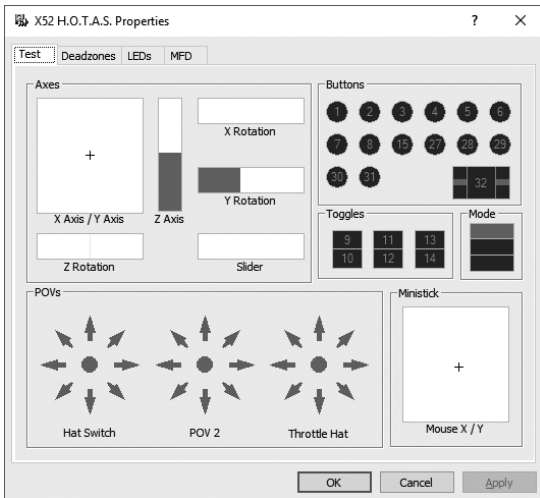 X52 H.O.T.A.S. Properties
?
Test
Deadzones
LEDs
MFD
Axes
X Axis / Y Axis
Z Axis
X Rotation
Y Rotation
Z Rotation
Slider
Buttons
1 2 3 4 5 6
7 8 15 27 28 29
30 31 32
Toggles
9 11 13
10 12 14
Mode
POVs
Hat Switch
POV 2
Throttle Hat
Ministick
Mouse X / Y
OK
Cancel
Apply